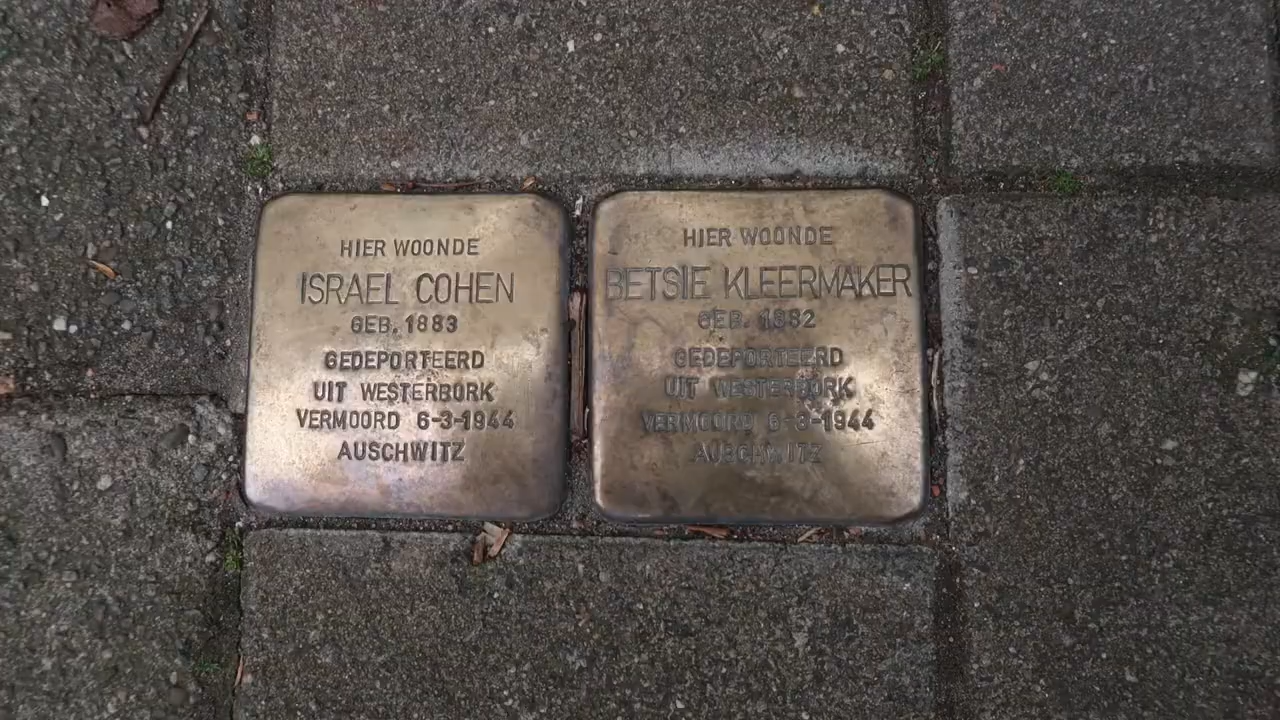 HIER WOONDE
ISRAEL COHEN
GEB. 1883
GEDEPORTEERD
UIT WESTERBORK
VERMOORD 6-3-1944
AUSCHWITZ
HIER WOONDE
BETSIE KLEERMAKER
GEB. 1882
GEDEPORTEERD
UIT WESTERBORK
VERMOORD 6-3-1944
AUSCHWITZ